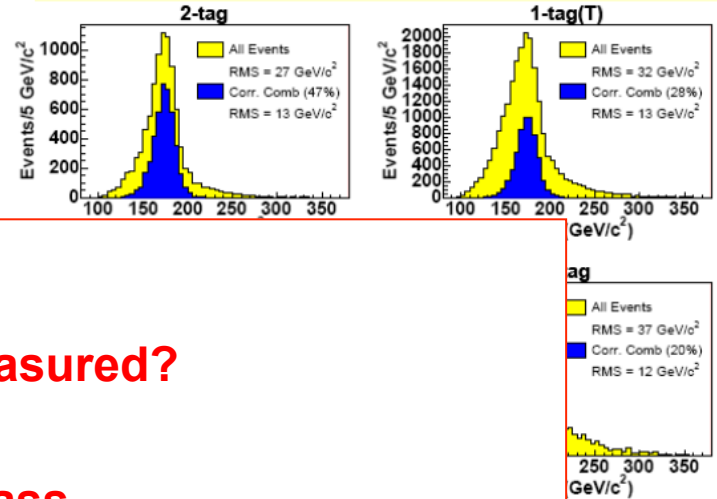 2-tag
Events/5 GeV/c²
1000
800
600
400
200
0
All Events
RMS = 27 GeV/c²
Corr. Comb (47%)
RMS = 13 GeV/c²
100 150 200 250 300 350
1-tag(T)
Events/5 GeV/c²
2000
1800
1600
1400
1200
1000
800
600
400
200
0
All Events
RMS = 32 GeV/c²
Corr. Comb (28%)
RMS = 13 GeV/c²
100 150 200 250 300 350
GeV/c²)
asured?
ag
All Events
RMS = 37 GeV/c²
Corr. Comb (20%)
RMS = 12 GeV/c²
250 300 350
GeV/c²)